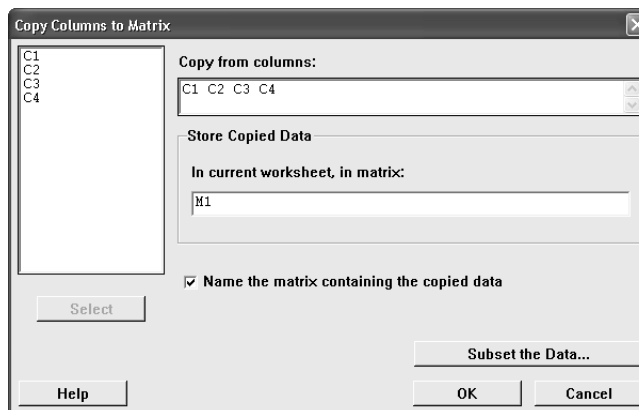 Copy Columns to Matrix
C1
C2
C3
C4
Copy from columns:
C1 C2 C3 C4
Store Copied Data
In current worksheet, in matrix:
M1
Name the matrix containing the copied data
Select
Subset the Data...
Help
OK
Cancel